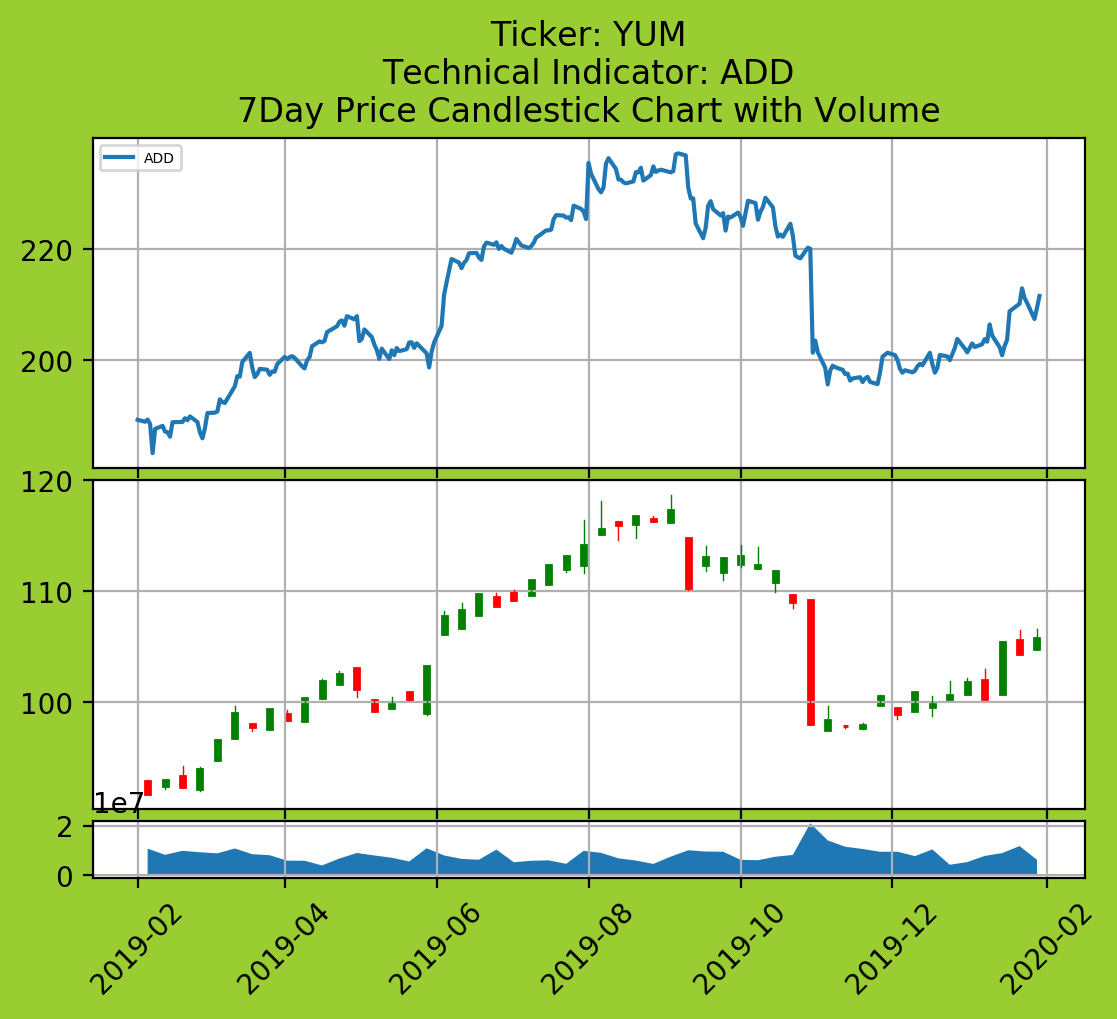 Ticker: YUM
Technical Indicator: ADD
7Day Price Candlestick Chart with Volume
ADD
220
200
120
110
100
1e7
2
0
2019-02
2019-04
2019-06
2019-08
2019-10
2019-12
2020-02